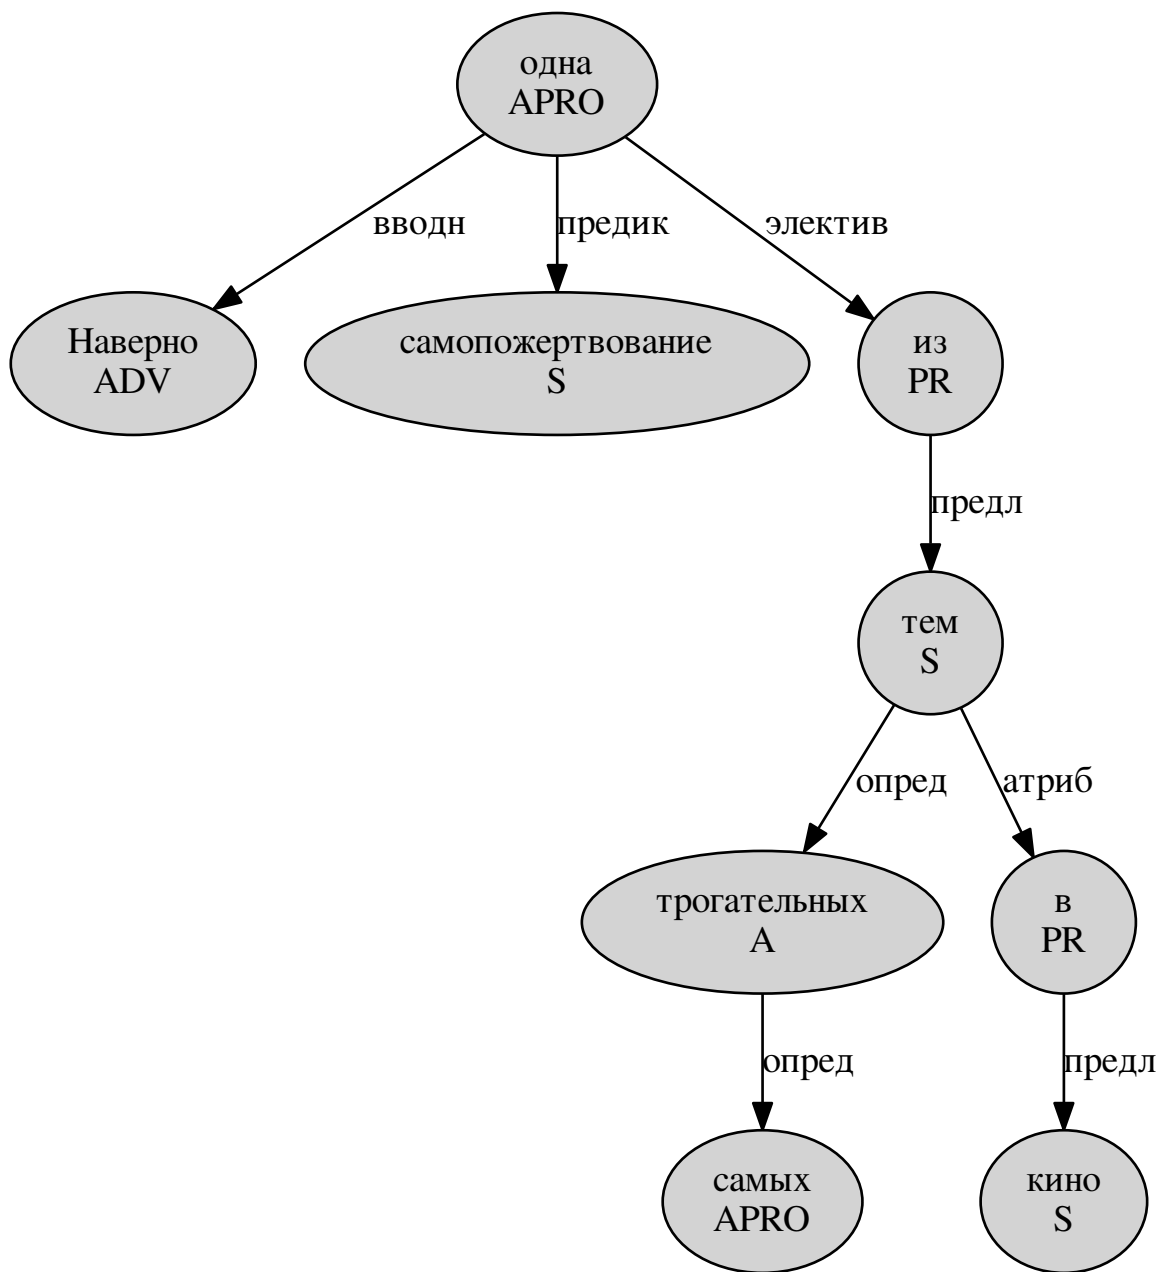 одна
APRO
вводн
предик
электив
Наверно
ADV
самопожертвование
S
из
PR
предл
тем
S
опред
атриб
трогательных
A
в
PR
опред
предл
самых
APRO
кино
S